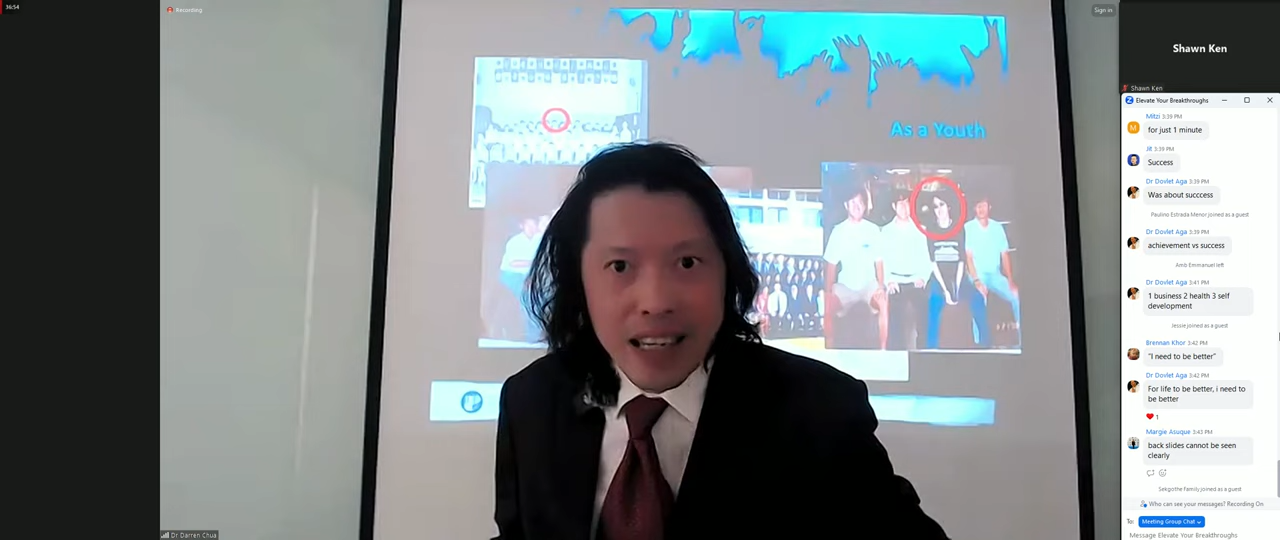 36:54
Recording
Sign in
As a Youth
Dr Darren Chua
Shawn Ken
Shawn Ken
Elevate Your Breakthroughs
Mitzi 3:39 PM
M
for just 1 minute
Jit 3:39 PM
Success
Dr Dovlet Aga 3:39 PM
Was about succcess
Paulino Estrada Menor joined as a guest
Dr Dovlet Aga 3:39 PM
achievement vs success
Amb Emmanuel left
Dr Dovlet Aga 3:41 PM
1 business 2 health 3 self
development
Jessie joined as a guest
Brennan Khor 3:42 PM
"I need to be better"
Dr Dovlet Aga 3:42 PM
For life to be better, i need to
be better
1
Margie Asuque 3:43 PM
back slides cannot be seen
clearly
Sekgothe Family joined as a guest
Who can see your messages? Recording On
To: Meeting Group Chat
Message Elevate Your Breakthroughs